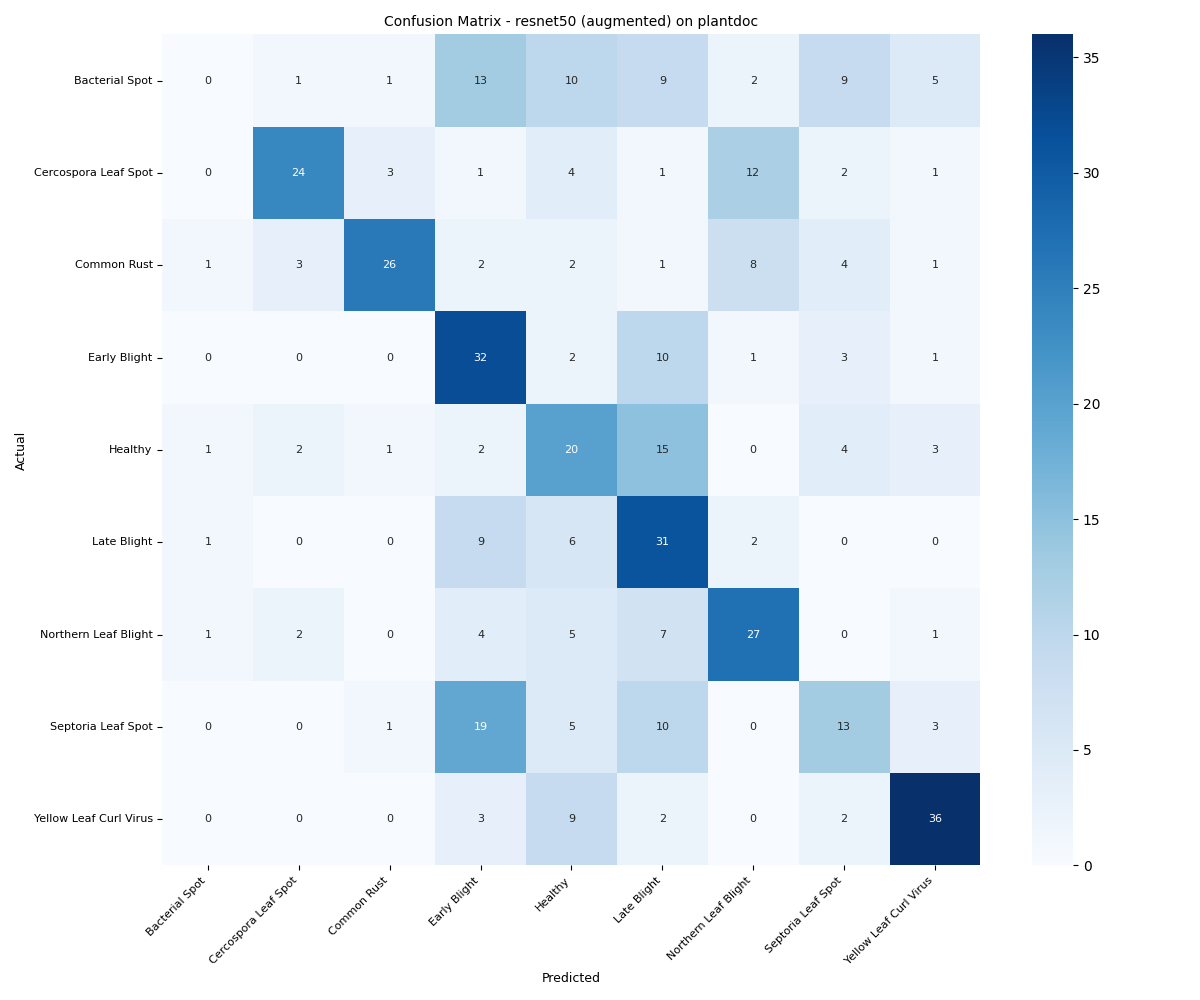 Confusion Matrix - resnet50 (augmented) on plantdoc
Actual
Bacterial Spot 0 1 1 13 10 9 2 9 5
Cercospora Leaf Spot 0 24 3 1 4 1 12 2 1
Common Rust 1 3 26 2 2 1 8 4 1
Early Blight 0 0 0 32 2 10 1 3 1
Healthy 1 2 1 2 20 15 0 4 3
Late Blight 1 0 0 9 6 31 2 0 0
Northern Leaf Blight 1 2 0 4 5 7 27 0 1
Septoria Leaf Spot 0 0 1 19 5 10 0 13 3
Yellow Leaf Curl Virus 0 0 0 3 9 2 0 2 36
Bacterial Spot
Cercospora Leaf Spot
Common Rust
Early Blight
Healthy
Late Blight
Northern Leaf Blight
Septoria Leaf Spot
Yellow Leaf Curl Virus
Predicted
35
30
25
20
15
10
5
0